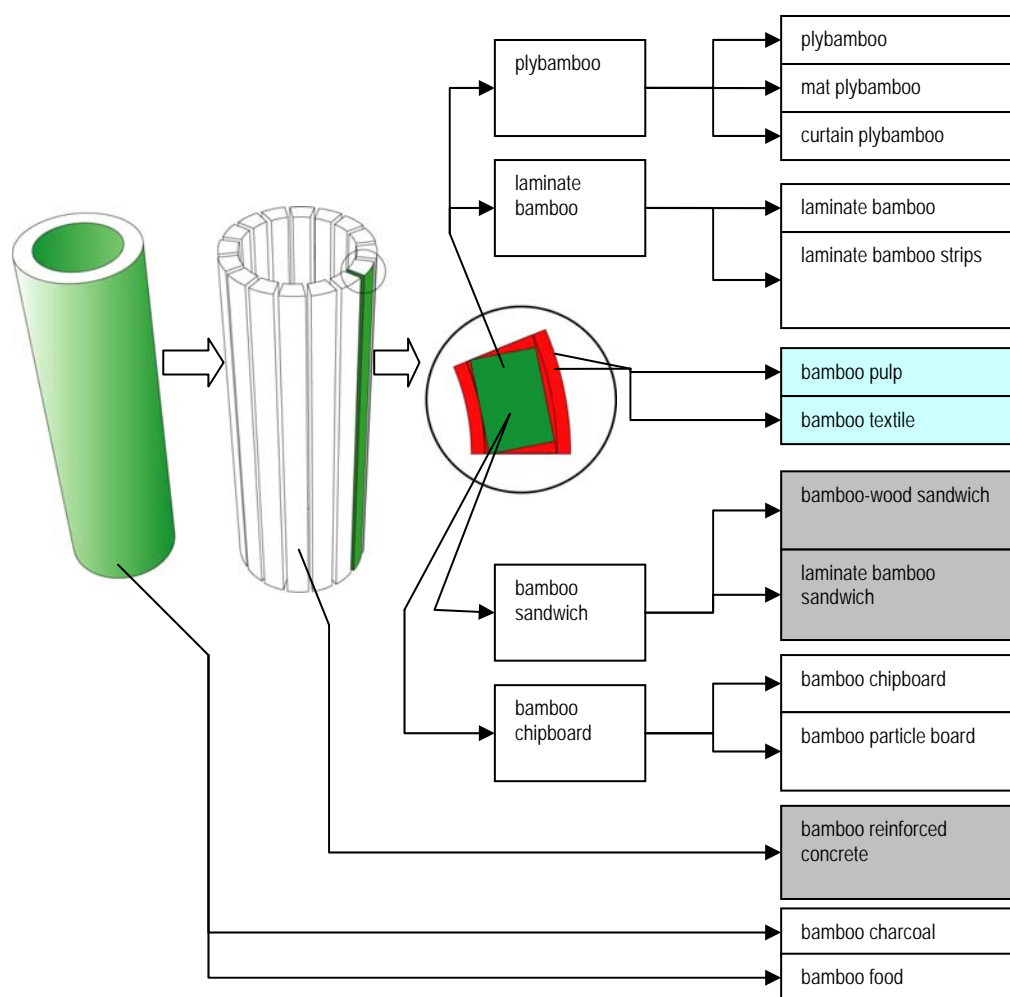 plybamboo
plybamboo
mat plybamboo
curtain plybamboo
laminate
bamboo
laminate bamboo
laminate bamboo strips
bamboo pulp
bamboo textile
bamboo
sandwich
bamboo-wood sandwich
laminate bamboo
sandwich
bamboo
chipboard
bamboo chipboard
bamboo particle board
bamboo reinforced
concrete
bamboo charcoal
bamboo food